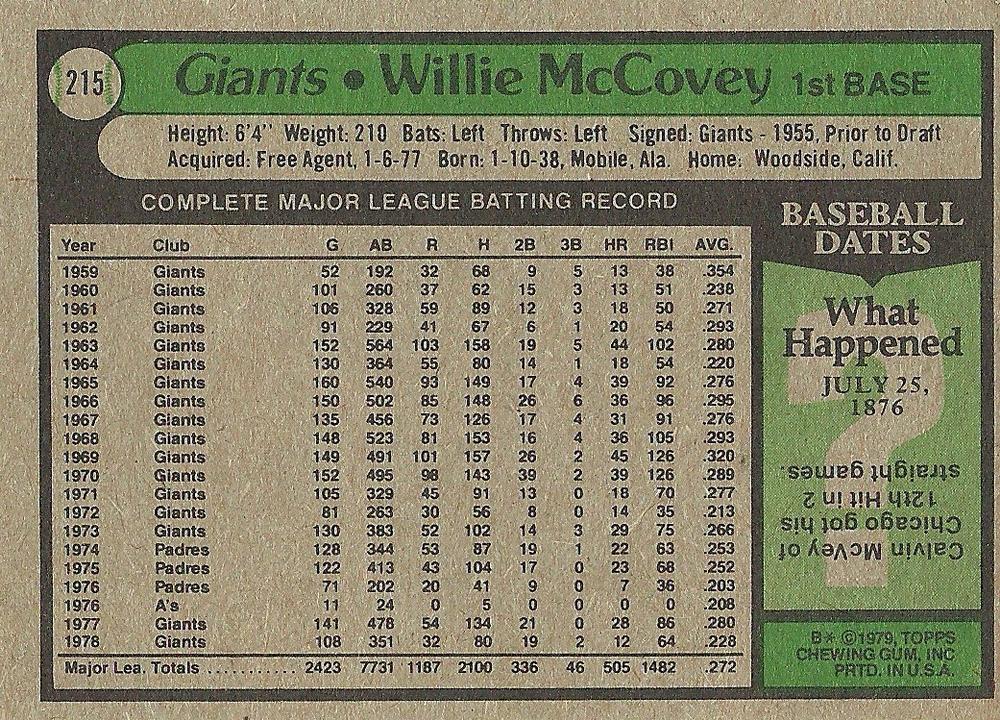 215
Giants • Willie McCovey 1st BASE
Height: 6'4" Weight: 210 Bats: Left Throws: Left Signed: Giants - 1955, Prior to Draft
Acquired: Free Agent, 1-6-77 Born: 1-10-38, Mobile, Ala. Home: Woodside, Calif.
COMPLETE MAJOR LEAGUE BATTING RECORD
Year Club G AB R H 2B 3B HR RBI AVG.
1959 Giants 52 192 32 68 9 5 13 38 .354
1960 Giants 101 260 37 62 15 3 13 51 .238
1961 Giants 106 328 59 89 12 3 18 50 .271
1962 Giants 91 229 41 67 6 1 20 54 .293
1963 Giants 152 564 103 158 19 5 44 102 .280
1964 Giants 130 364 55 80 14 1 18 54 .220
1965 Giants 160 540 93 149 17 4 39 92 .276
1966 Giants 150 502 85 148 26 6 36 96 .295
1967 Giants 135 456 73 126 17 4 31 91 .276
1968 Giants 148 523 81 153 16 4 36 105 .293
1969 Giants 149 491 101 157 26 2 45 126 .320
1970 Giants 152 495 98 143 39 2 39 126 .289
1971 Giants 105 329 45 91 13 0 18 70 .277
1972 Giants 81 263 30 56 8 0 14 35 .213
1973 Giants 130 383 52 102 14 3 29 75 .266
1974 Padres 128 344 53 87 19 1 22 63 .253
1975 Padres 122 413 43 104 17 0 23 68 .252
1976 Padres 71 202 20 41 9 0 7 36 .203
1976 A's 11 24 0 5 0 0 0 0 .208
1977 Giants 141 478 54 134 21 0 28 86 .280
1978 Giants 108 351 32 80 19 2 12 64 .228
Major Lea. Totals .......... 2423 7731 1187 2100 336 46 505 1482 .272
BASEBALL
DATES
What
Happened
JULY 25,
1876
Calvin McVey of
Chicago got his
12th Hit in 2
straight games.
B* ©1979, TOPPS
CHEWING GUM, INC
PRTD. IN U.S.A.